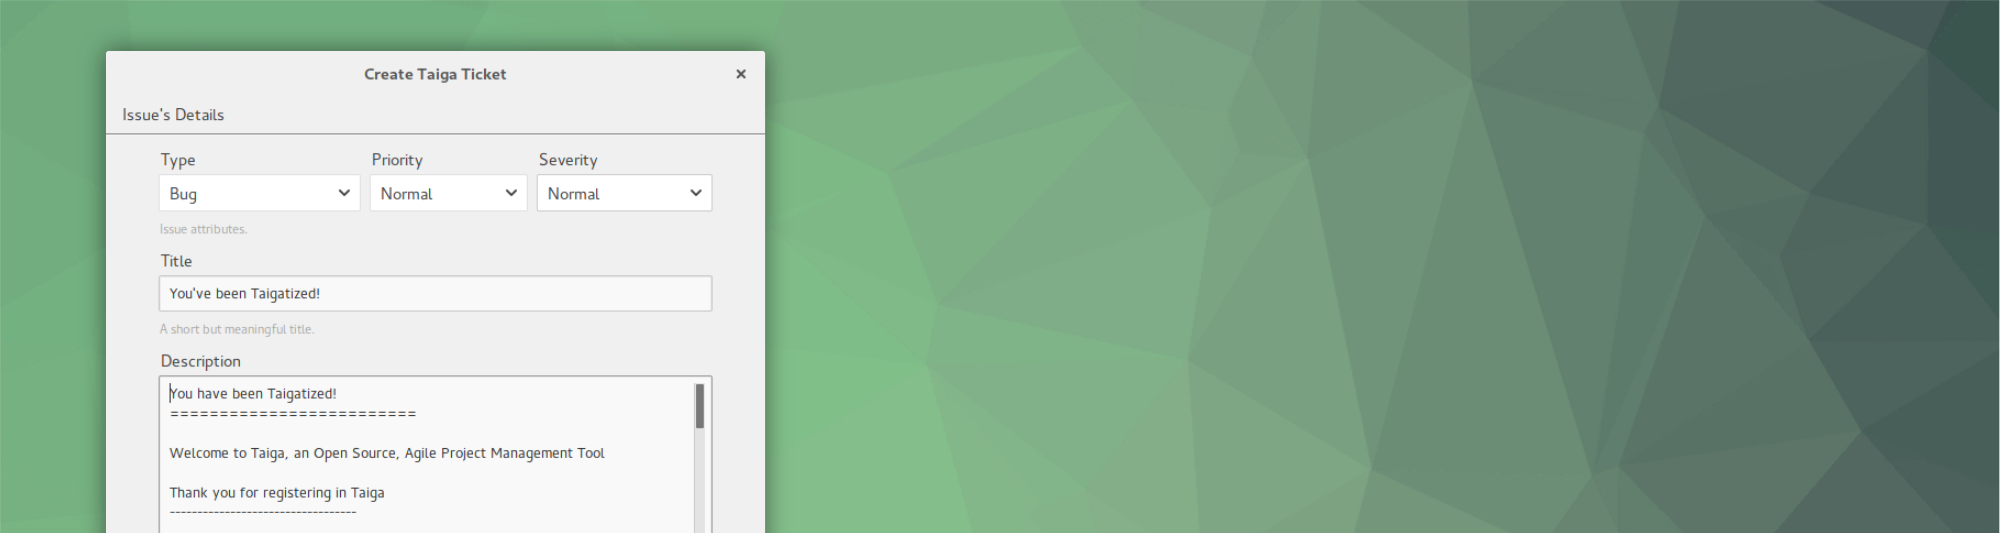 Create Taiga Ticket
Issue's Details
Type Priority Severity
Bug Normal Normal
Issue attributes.
Title
You've been Taigatized!
A short but meaningful title.
Description
You have been Taigatized!
=========================
Welcome to Taiga, an Open Source, Agile Project Management Tool
Thank you for registering in Taiga
----------------------------------